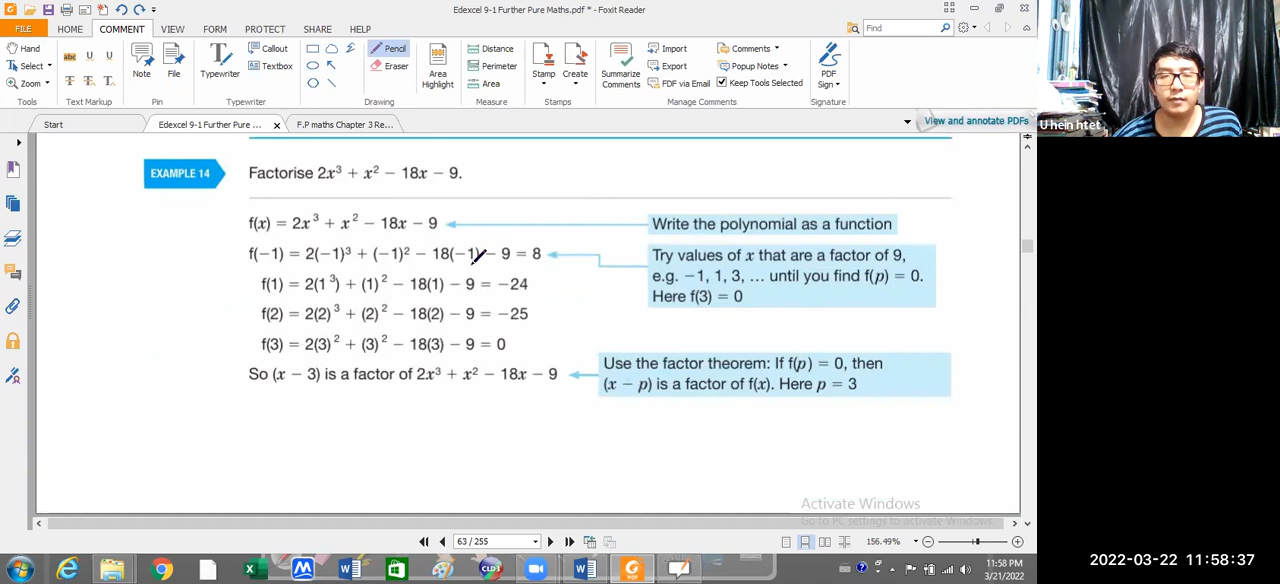 Edexcel 9-1 Further Pure Maths.pdf * - Foxit Reader
FILE HOME COMMENT VIEW FORM PROTECT SHARE HELP
Find
Hand
Select
Zoom
Tools
Text Markup
Note
File
Pin
Typewriter
Callout
Textbox
Typewriter
Pencil
Eraser
Drawing
Area Highlight
Distance
Perimeter
Area
Measure
Stamp
Create
Stamps
Summarize Comments
Import
Export
FDF via Email
Comments
Popup Notes
Keep Tools Selected
Manage Comments
PDF Sign
Signature
Start
Edexcel 9-1 Further Pure ...
F.P maths Chapter 3 Re...
View and annotate PDFs
U hein htet
EXAMPLE 14
Factorise 2x³ + x² − 18x − 9.
f(x) = 2x³ + x² − 18x − 9
Write the polynomial as a function
f(−1) = 2(−1)³ + (−1)² − 18(−1) − 9 = 8
Try values of x that are a factor of 9,
e.g. −1, 1, 3, ... until you find f(p) = 0.
Here f(3) = 0
f(1) = 2(1³) + (1)² − 18(1) − 9 = −24
f(2) = 2(2)³ + (2)² − 18(2) − 9 = −25
f(3) = 2(3)² + (3)² − 18(3) − 9 = 0
So (x − 3) is a factor of 2x³ + x² − 18x − 9
Use the factor theorem: If f(p) = 0, then
(x − p) is a factor of f(x). Here p = 3
Activate Windows
Go to PC settings to activate Windows.
63 / 255
156.49%
11:58 PM
3/21/2022
2022-03-22 11:58:37